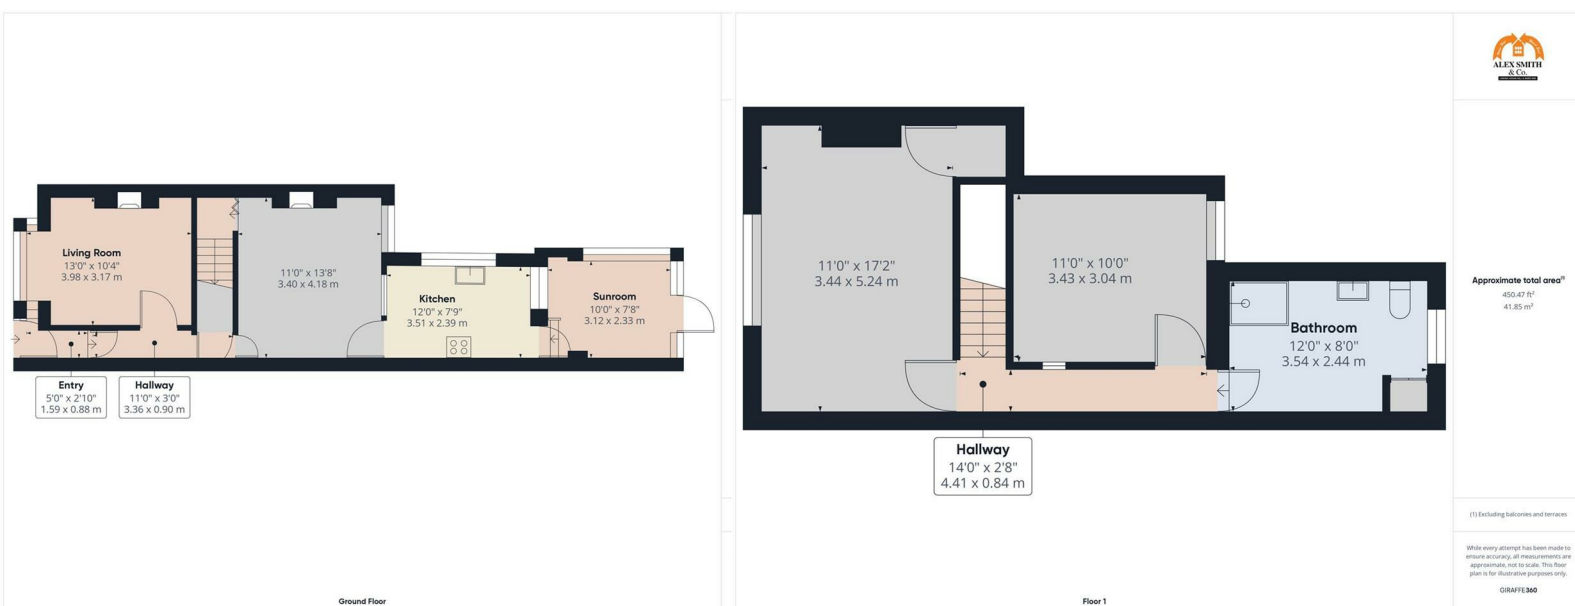 Living Room
13'0" x 10'4"
3.98 x 3.17 m
11'0" x 13'8"
3.40 x 4.18 m
Kitchen
12'0" x 7'9"
3.51 x 2.39 m
Sunroom
10'0" x 7'8"
3.12 x 2.33 m
Entry
5'0" x 2'10"
1.59 x 0.88 m
Hallway
11'0" x 3'0"
3.36 x 0.90 m
Ground Floor
11'0" x 17'2"
3.44 x 5.24 m
11'0" x 10'0"
3.43 x 3.04 m
Bathroom
12'0" x 8'0"
3.54 x 2.44 m
Hallway
14'0" x 2'8"
4.41 x 0.84 m
Floor 1
ALEX SMITH
& Co.
Approximate total area⁽¹⁾
450.47 ft²
41.85 m²
(1) Excluding balconies and terraces
While every attempt has been made to
ensure accuracy, all measurements are
approximate, not to scale. This floor
plan is for illustrative purposes only.
GIRAFFE360